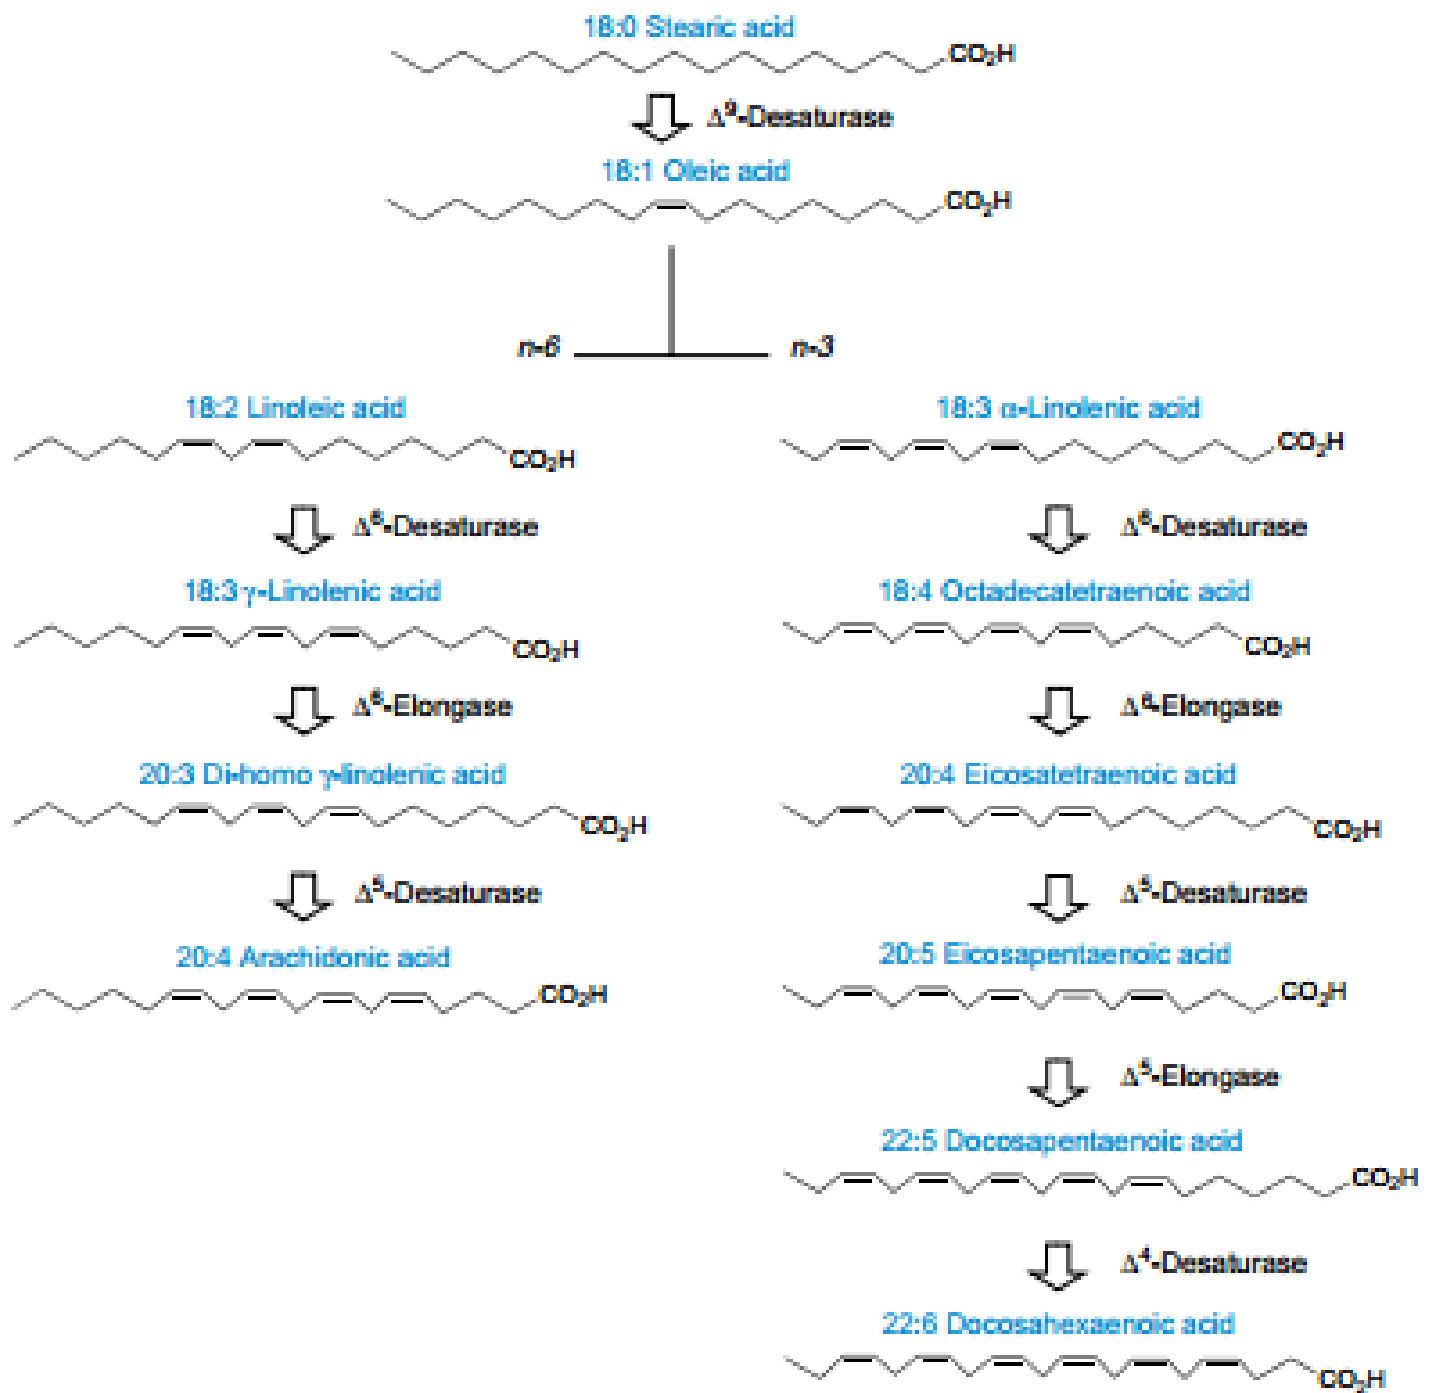 18:0 Stearic acid
CO₂H
Δ⁹-Desaturase
18:1 Oleic acid
CO₂H
n-6
n-3
18:2 Linoleic acid
CO₂H
Δ⁶-Desaturase
18:3 γ-Linolenic acid
CO₂H
Δ⁶-Elongase
20:3 Di-homo γ-linolenic acid
CO₂H
Δ⁵-Desaturase
20:4 Arachidonic acid
CO₂H
18:3 α-Linolenic acid
CO₂H
Δ⁶-Desaturase
18:4 Octadecatetraenoic acid
CO₂H
Δ⁶-Elongase
20:4 Eicosatetraenoic acid
CO₂H
Δ⁵-Desaturase
20:5 Eicosapentaenoic acid
CO₂H
Δ⁵-Elongase
22:5 Docosapentaenoic acid
CO₂H
Δ⁴-Desaturase
22:6 Docosahexaenoic acid
CO₂H